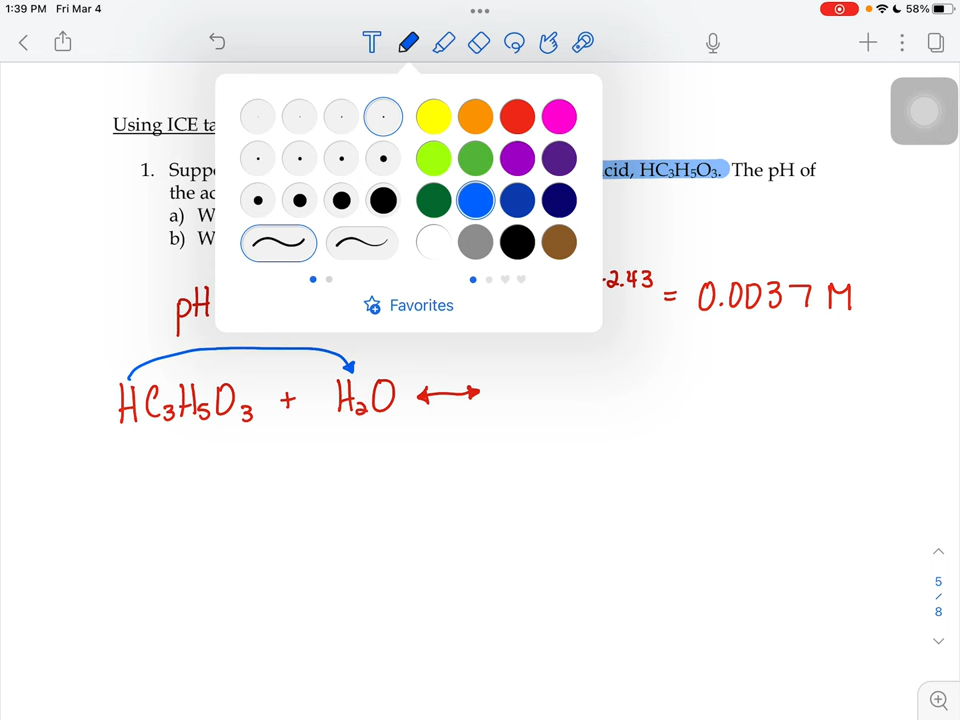 1:39 PM Fri Mar 4
58%
Using ICE ta
1. Supp cid, HC₃H₅O₃. The pH of
the ac
a) W
b) W
Favorites
pH -2.43 = 0.0037 M
HC₃H₅O₃ + H₂O ⟷
5
/
8